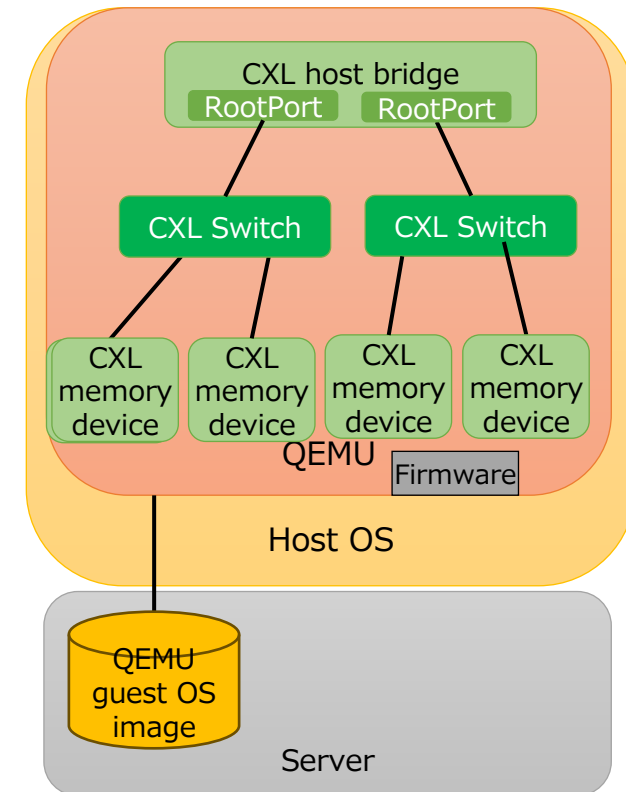 CXL host bridge
RootPort
RootPort
CXL Switch
CXL Switch
CXL
memory
device
CXL
memory
device
CXL
memory
device
CXL
memory
device
QEMU
Firmware
Host OS
QEMU
guest OS
image
Server